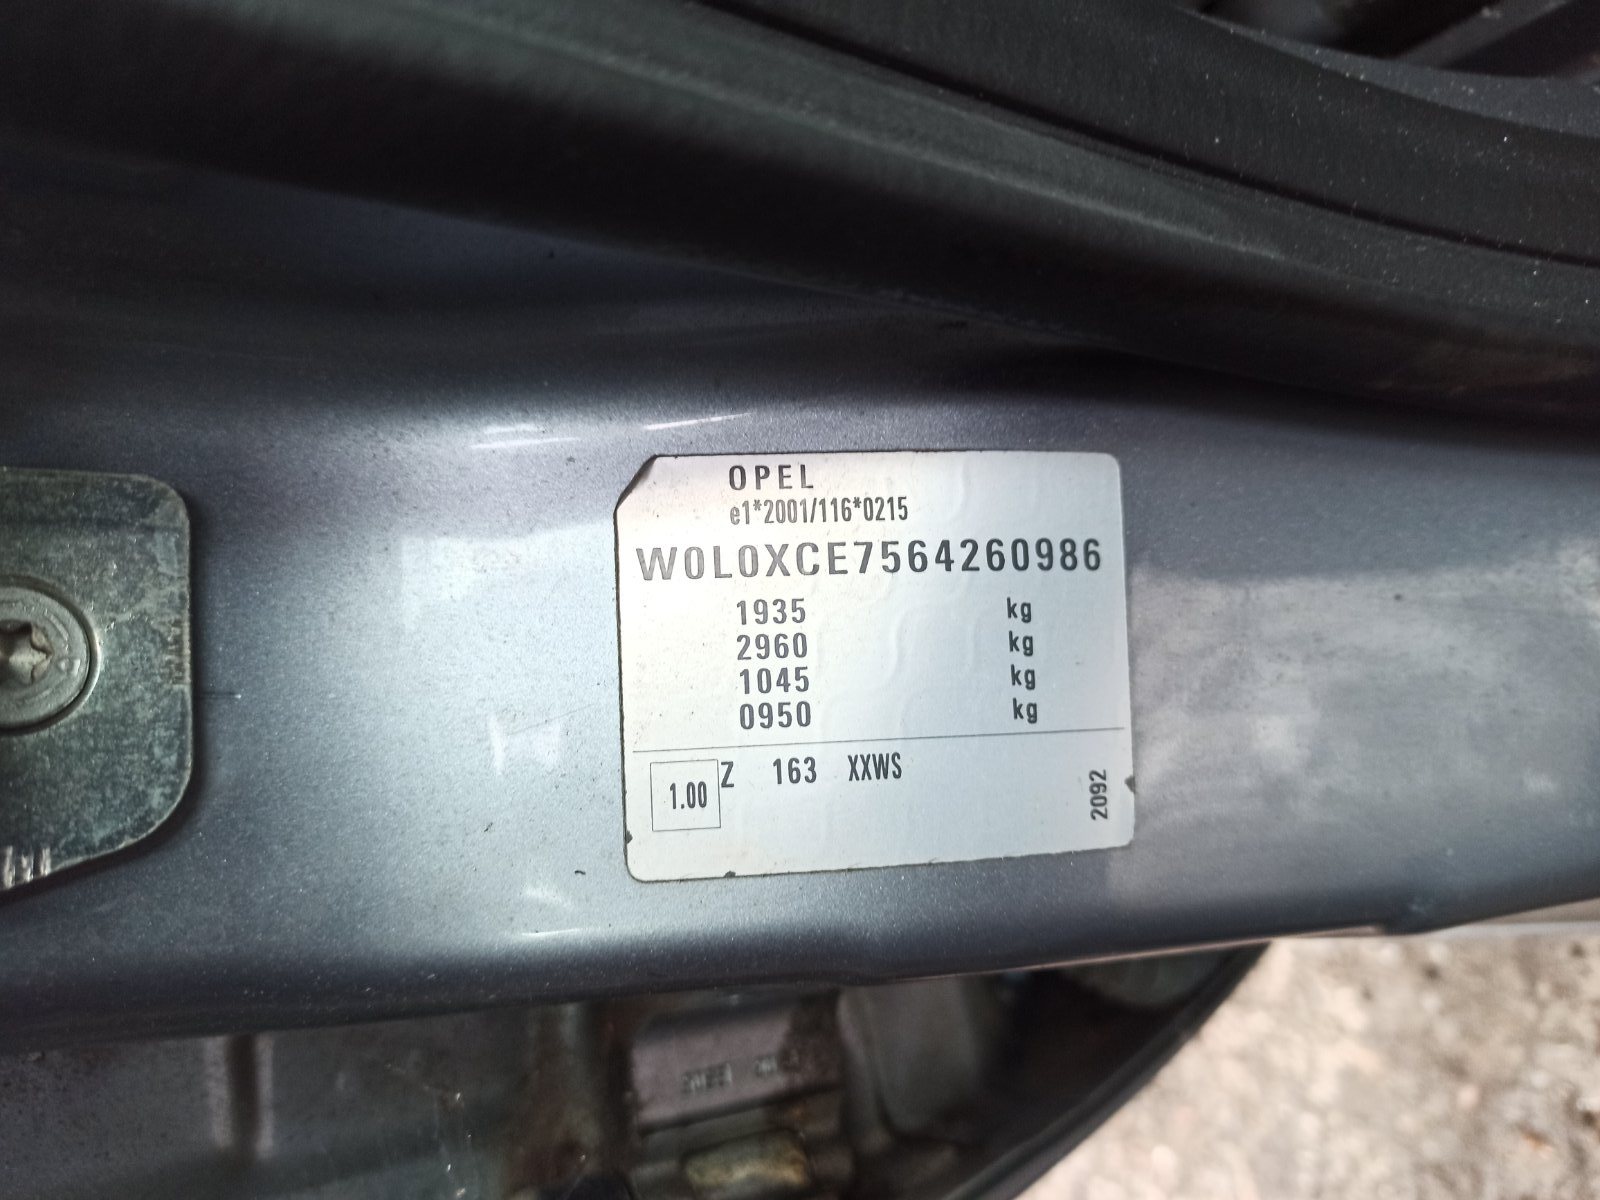 OPEL
e1*2001/116*0215
W0L0XCE7564260986
1935 kg
2960 kg
1045 kg
0950 kg
1.00 Z 163 XXWS
2092